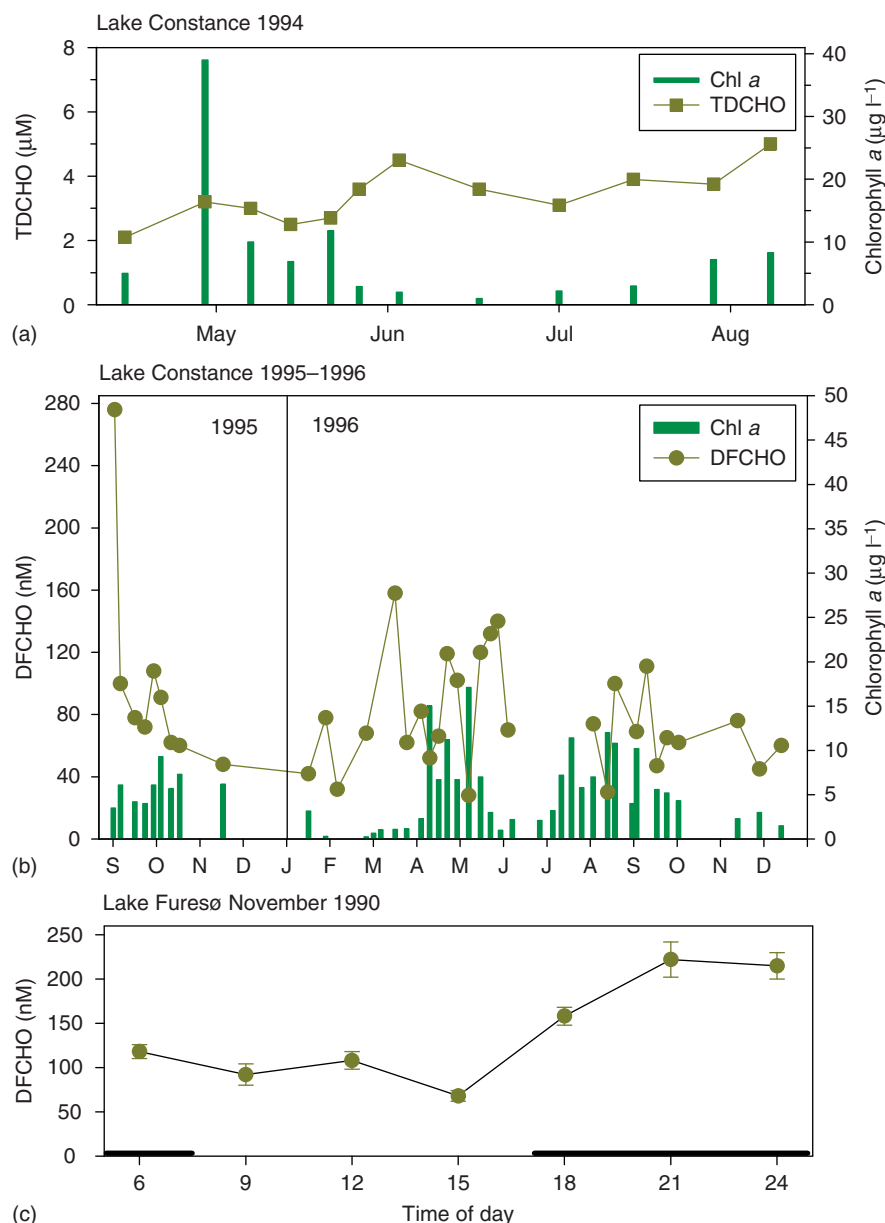 Lake Constance 1994
8
6
4
2
0
TDCHO (μM)
40
30
20
10
0
Chlorophyll a (μg l⁻¹)
Chl a
TDCHO
May Jun Jul Aug
(a)
Lake Constance 1995–1996
280
240
200
160
120
80
40
0
DFCHO (nM)
1995 1996
Chl a
DFCHO
50
45
40
35
30
25
20
15
10
5
0
Chlorophyll a (μg l⁻¹)
S O N D J F M A M J J A S O N D
(b)
Lake Furesø November 1990
250
200
150
100
50
0
DFCHO (nM)
6 9 12 15 18 21 24
(c)
Time of day